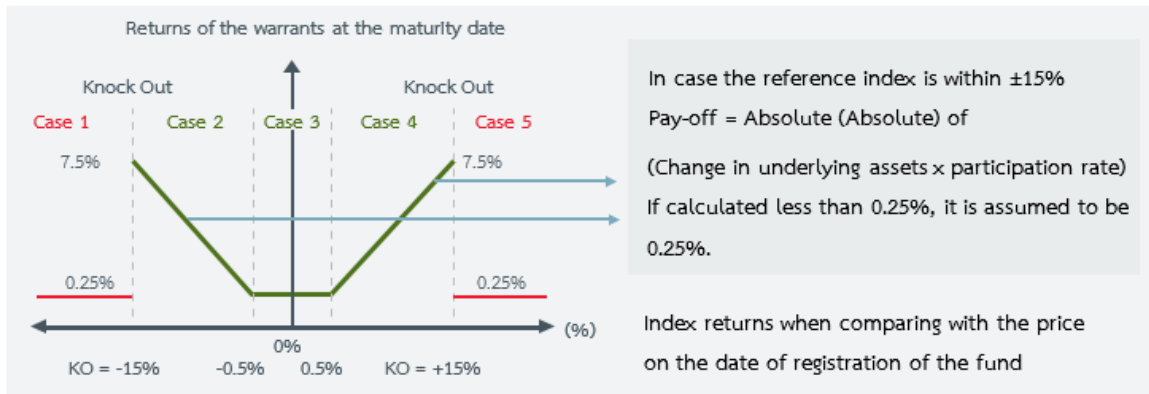 Returns of the warrants at the maturity date
Knock Out
Knock Out
Case 1
Case 2
Case 3
Case 4
Case 5
7.5%
7.5%
0.25%
0.25%
(%)
0%
KO = -15%
-0.5%
0.5%
KO = +15%
In case the reference index is within ±15%
Pay-off = Absolute (Absolute) of
(Change in underlying assets x participation rate)
If calculated less than 0.25%, it is assumed to be
0.25%.
Index returns when comparing with the price
on the date of registration of the fund